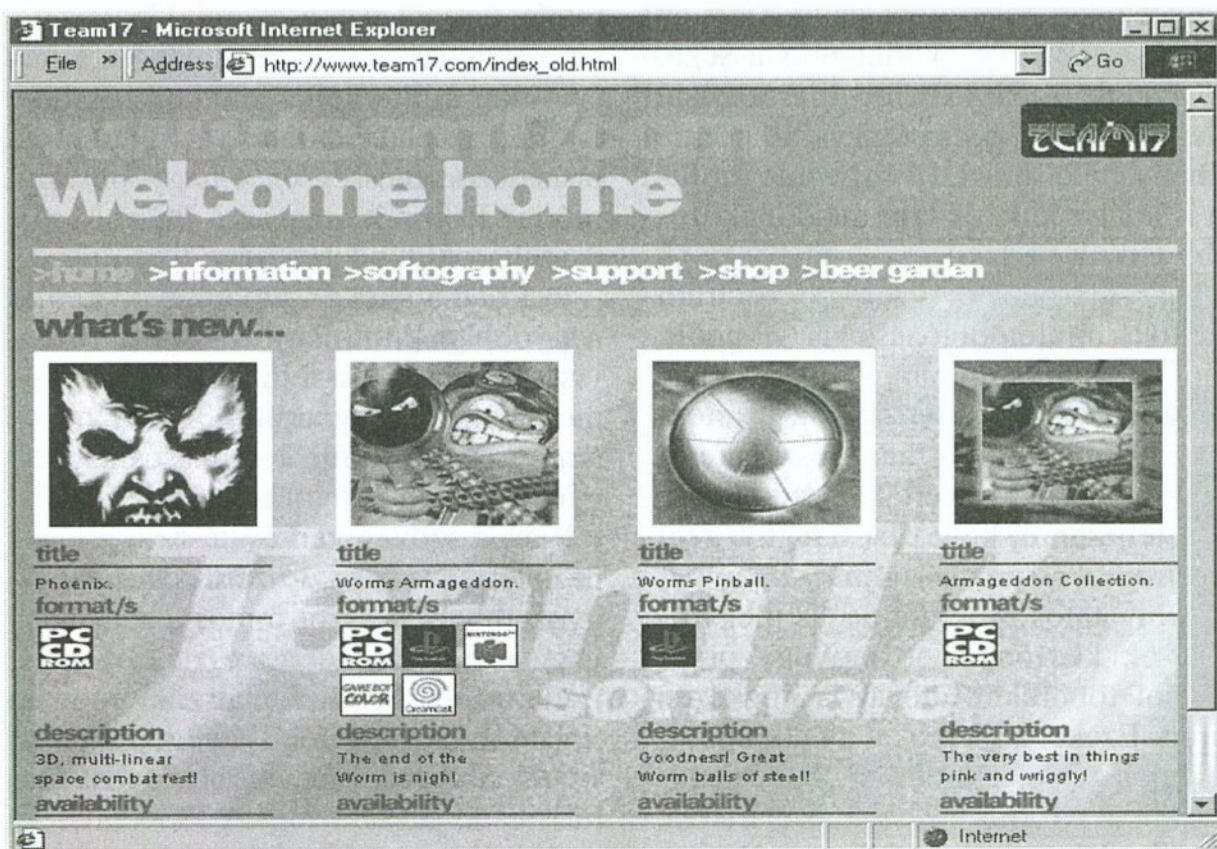 Team17 - Microsoft Internet Explorer
File » Address http://www.team17.com/index_old.html Go
TEAM17
welcome home
>home >information >softography >support >shop >beer garden
what's new...
title
Phoenix.
format/s
PC CD ROM
description
3D, multi-linear
space combat fest!
availability
title
Worms Armageddon.
format/s
PC CD ROM PlayStation NINTENDO 64
GAME BOY COLOR Dreamcast
description
The end of the
Worm is nigh!
availability
title
Worms Pinball.
format/s
PlayStation
description
Goodness! Great
Worm balls of steel!
availability
title
Armageddon Collection.
format/s
PC CD ROM
description
The very best in things
pink and wriggly!
availability
Team17
software
Internet